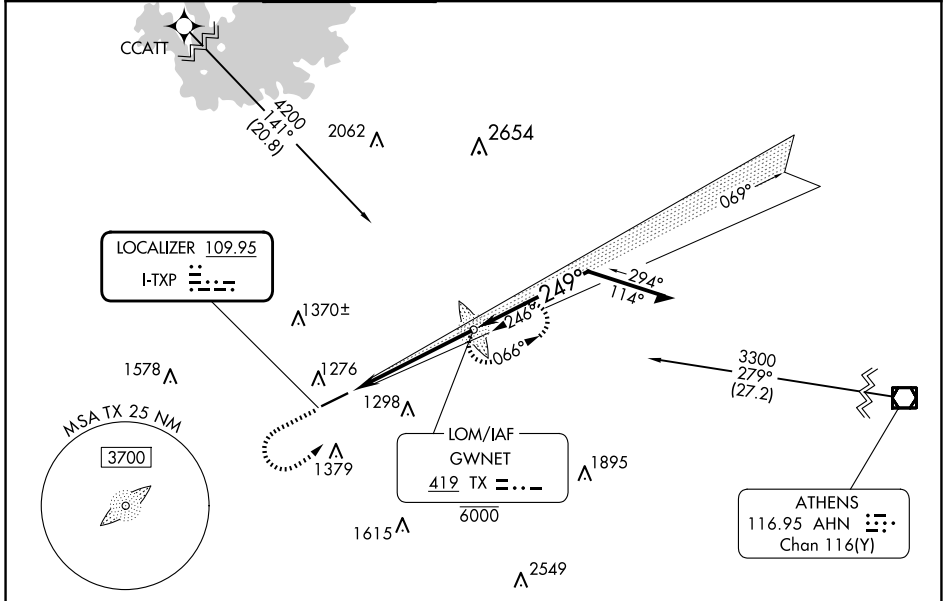 CCATT
4200
141°
(20.8)
2062
2654
069°
LOCALIZER 109.95
I-TXP
249°
294°
114°
1370±
246°
066°
3300
279°
(27.2)
1578
1276
1298
MSA TX 25 NM
3700
1379
LOM/IAF
GWNET
419 TX
6000
1895
1615
ATHENS
116.95 AHN
Chan 116(Y)
2549